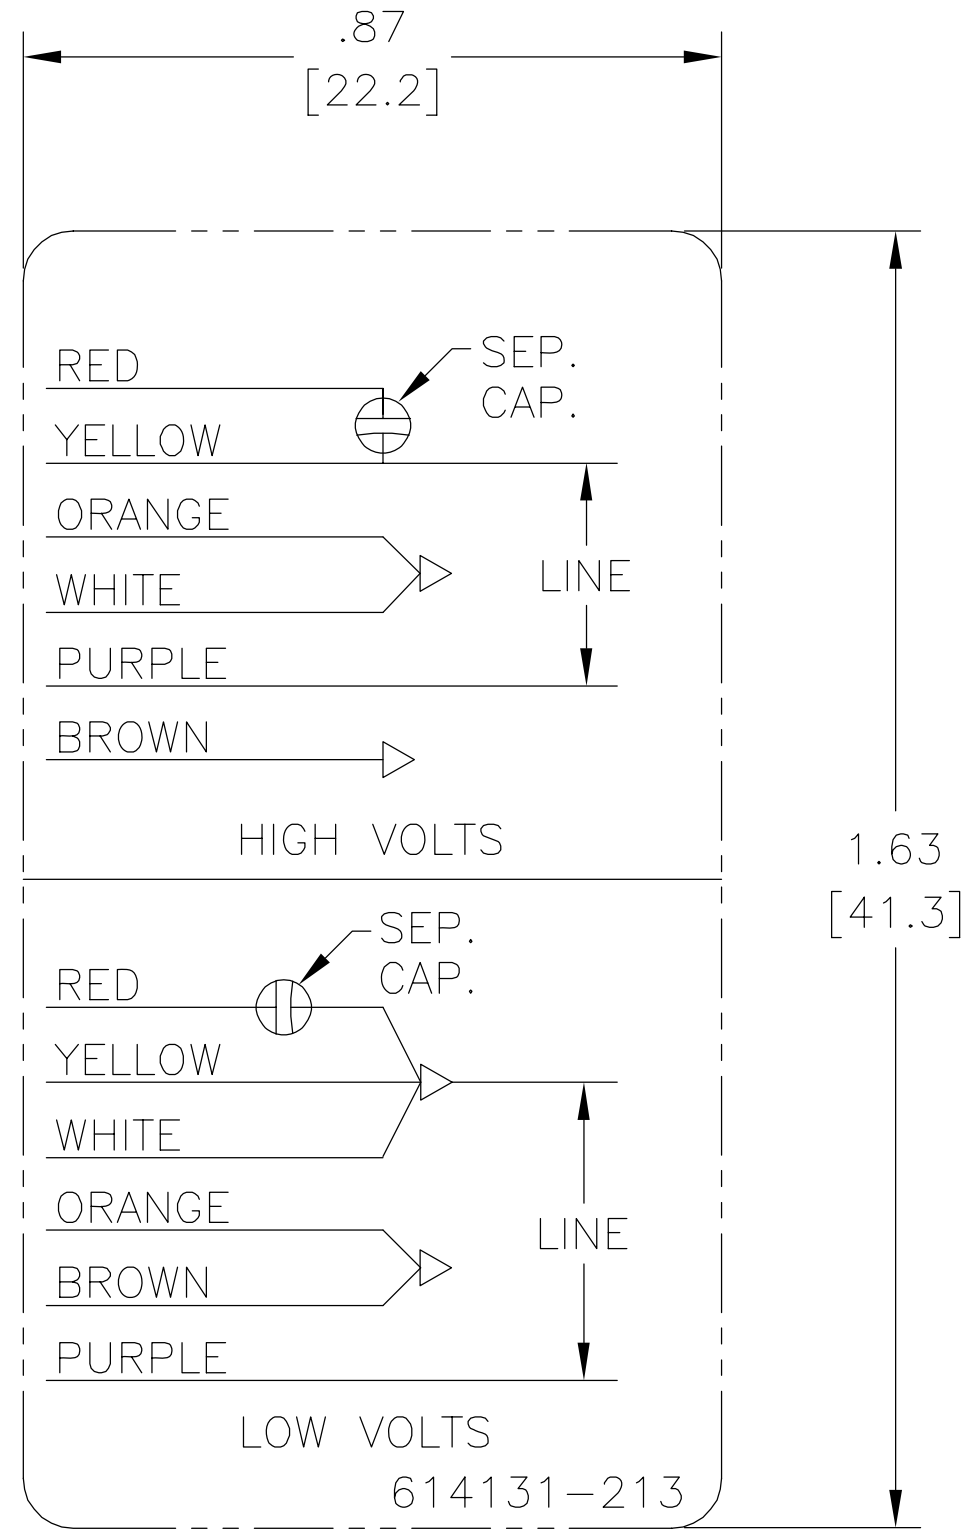 .87
[22.2]
RED
SEP.
CAP.
YELLOW
ORANGE
WHITE
LINE
PURPLE
BROWN
HIGH VOLTS
1.63
[41.3]
SEP.
CAP.
RED
YELLOW
WHITE
ORANGE
LINE
BROWN
PURPLE
LOW VOLTS
614131-213